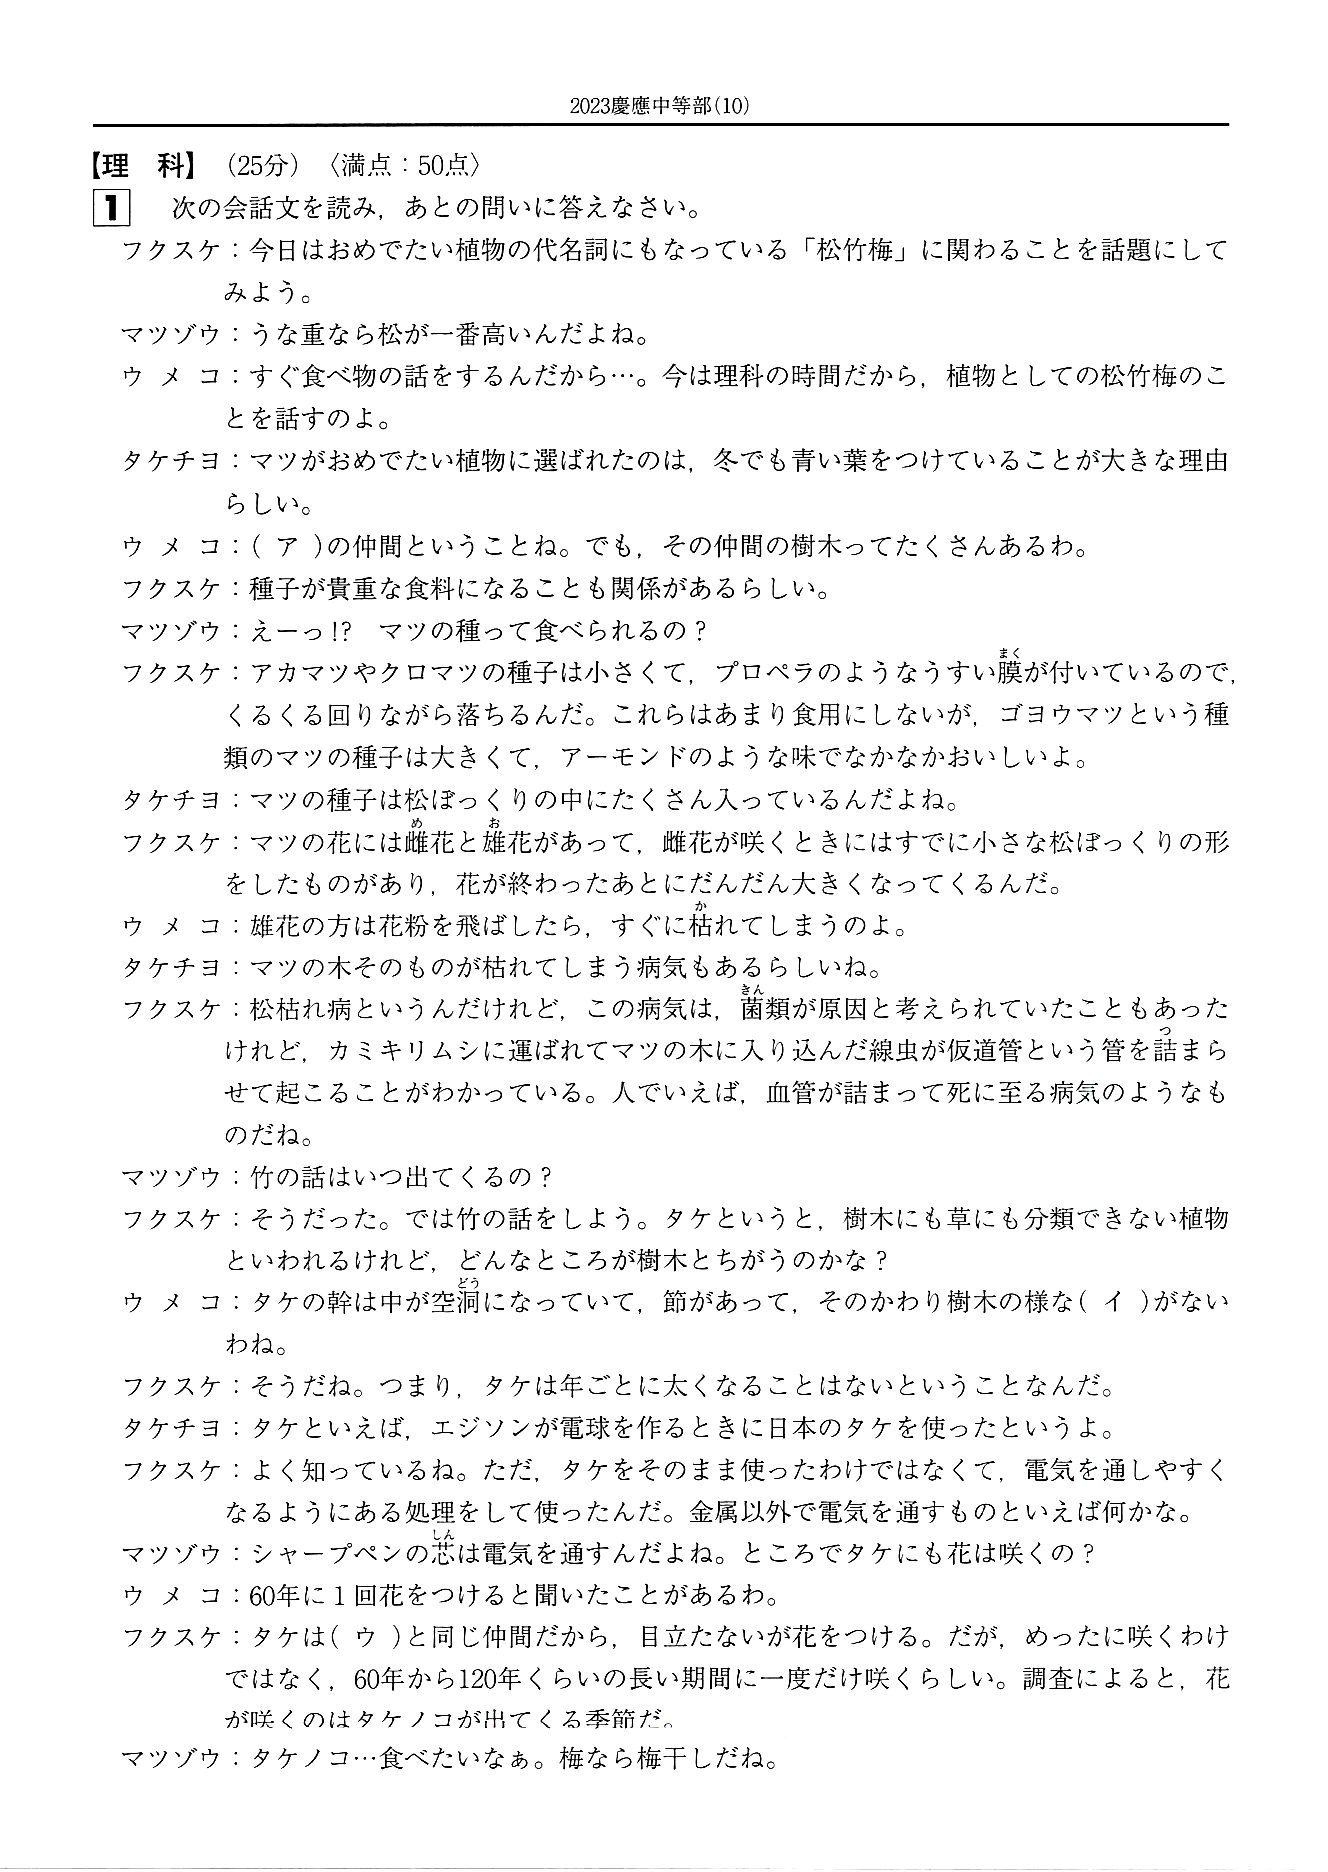 2023慶應中等部(10)
【理　科】（25分）〈満点：50点〉
1　次の会話文を読み，あとの問いに答えなさい。
フクスケ：今日はおめでたい植物の代名詞にもなっている「松竹梅」に関わることを話題にして
みよう。
マツゾウ：うな重なら松が一番高いんだよね。
ウ　メ　コ：すぐ食べ物の話をするんだから…。今は理科の時間だから，植物としての松竹梅のこ
とを話すのよ。
タケチヨ：マツがおめでたい植物に選ばれたのは，冬でも青い葉をつけていることが大きな理由
らしい。
ウ　メ　コ：(　ア　)の仲間ということね。でも，その仲間の樹木ってたくさんあるわ。
フクスケ：種子が貴重な食料になることも関係があるらしい。
マツゾウ：えーっ!?　マツの種って食べられるの？
まく
フクスケ：アカマツやクロマツの種子は小さくて，プロペラのようなうすい膜が付いているので，
くるくる回りながら落ちるんだ。これらはあまり食用にしないが，ゴヨウマツという種
類のマツの種子は大きくて，アーモンドのような味でなかなかおいしいよ。
タケチヨ：マツの種子は松ぼっくりの中にたくさん入っているんだよね。
め　お
フクスケ：マツの花には雌花と雄花があって，雌花が咲くときにはすでに小さな松ぼっくりの形
をしたものがあり，花が終わったあとにだんだん大きくなってくるんだ。
か
ウ　メ　コ：雄花の方は花粉を飛ばしたら，すぐに枯れてしまうのよ。
タケチヨ：マツの木そのものが枯れてしまう病気もあるらしいね。
きん
フクスケ：松枯れ病というんだけれど，この病気は，菌類が原因と考えられていたこともあった
つ
けれど，カミキリムシに運ばれてマツの木に入り込んだ線虫が仮道管という管を詰まら
せて起こることがわかっている。人でいえば，血管が詰まって死に至る病気のようなも
のだね。
マツゾウ：竹の話はいつ出てくるの？
フクスケ：そうだった。では竹の話をしよう。タケというと，樹木にも草にも分類できない植物
といわれるけれど，どんなところが樹木とちがうのかな？
どう
ウ　メ　コ：タケの幹は中が空洞になっていて，節があって，そのかわり樹木の様な(　イ　)がない
わね。
フクスケ：そうだね。つまり，タケは年ごとに太くなることはないということなんだ。
タケチヨ：タケといえば，エジソンが電球を作るときに日本のタケを使ったというよ。
フクスケ：よく知っているね。ただ，タケをそのまま使ったわけではなくて，電気を通しやすく
なるようにある処理をして使ったんだ。金属以外で電気を通すものといえば何かな。
しん
マツゾウ：シャープペンの芯は電気を通すんだよね。ところでタケにも花は咲くの？
ウ　メ　コ：60年に１回花をつけると聞いたことがあるわ。
フクスケ：タケは(　ウ　)と同じ仲間だから，目立たないが花をつける。だが，めったに咲くわけ
ではなく，60年から120年くらいの長い期間に一度だけ咲くらしい。調査によると，花
が咲くのはタケノコが出てくる季節だ。
マツゾウ：タケノコ…食べたいなぁ。梅なら梅干しだね。